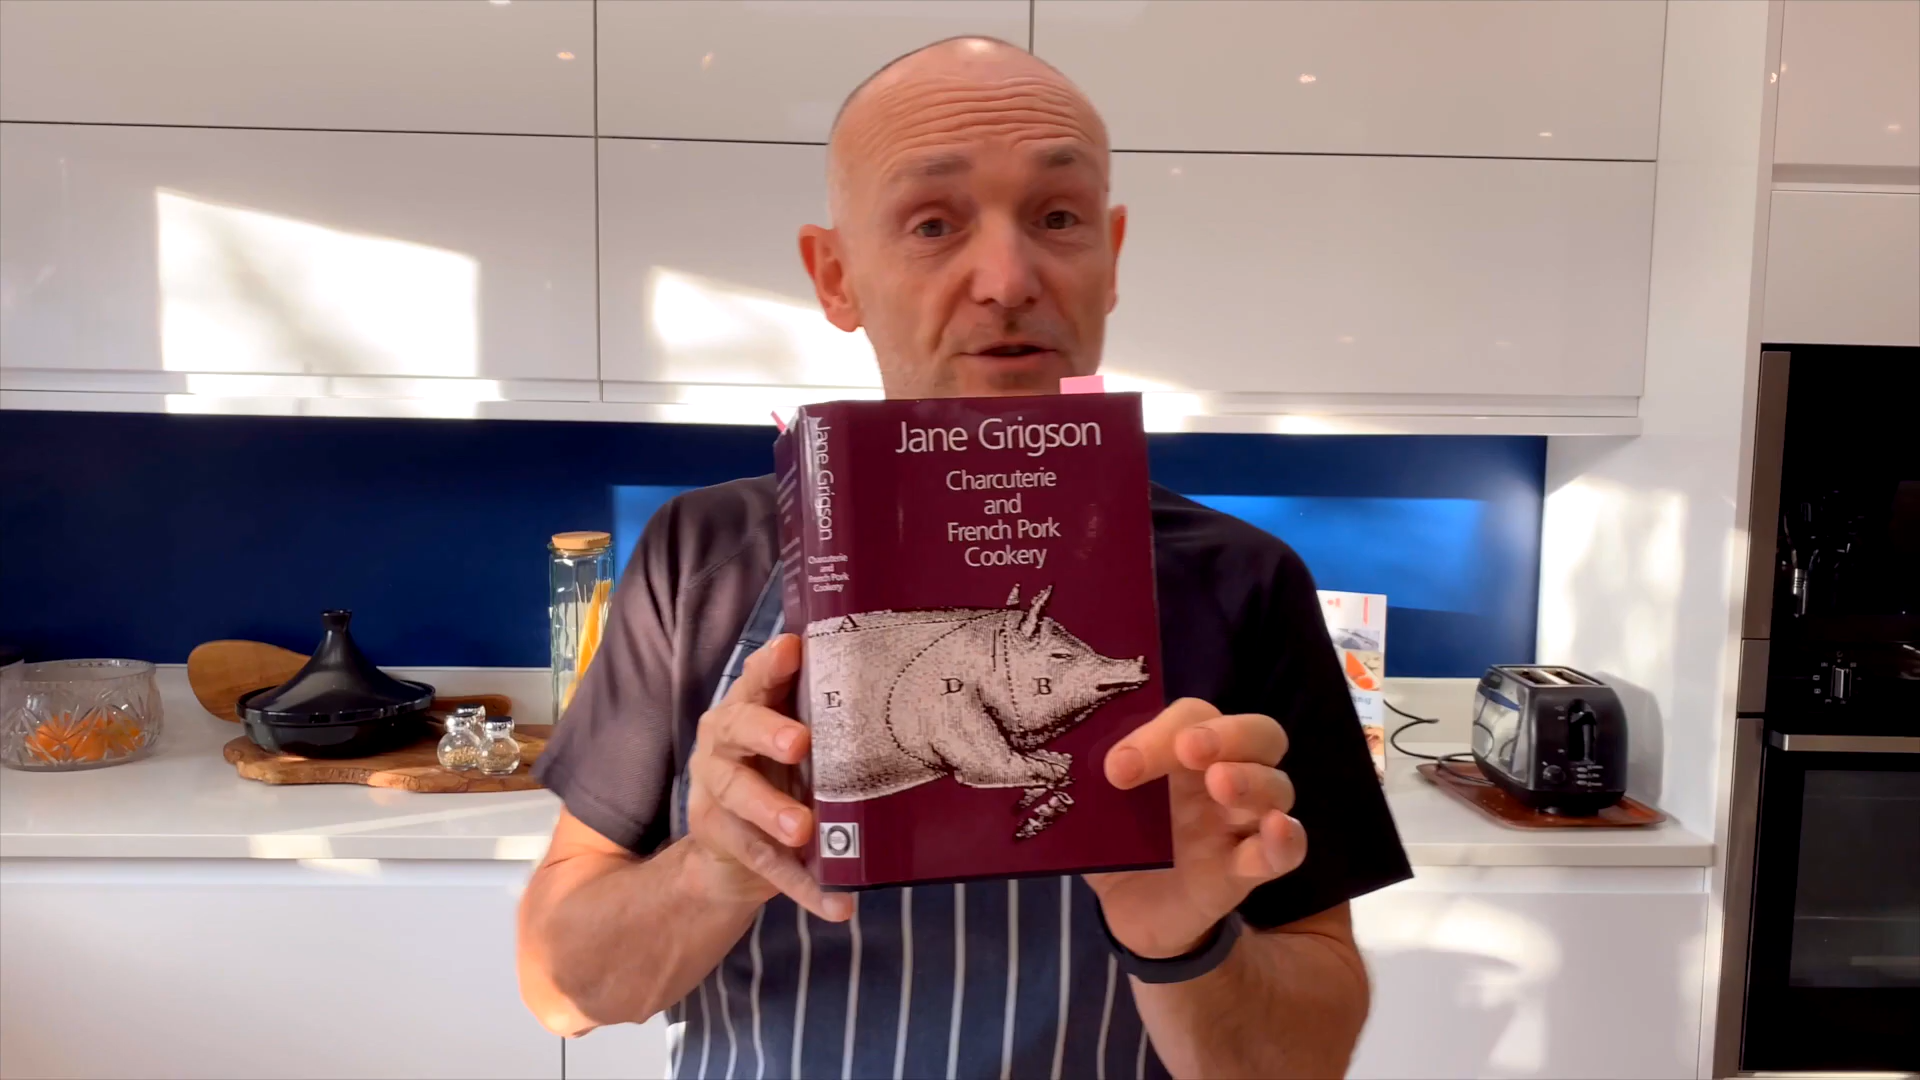 Jane Grigson
Charcuterie
and
French Pork
Cookery
Jane Grigson
Charcuterie
and
French Pork
Cookery
A
E
D
B